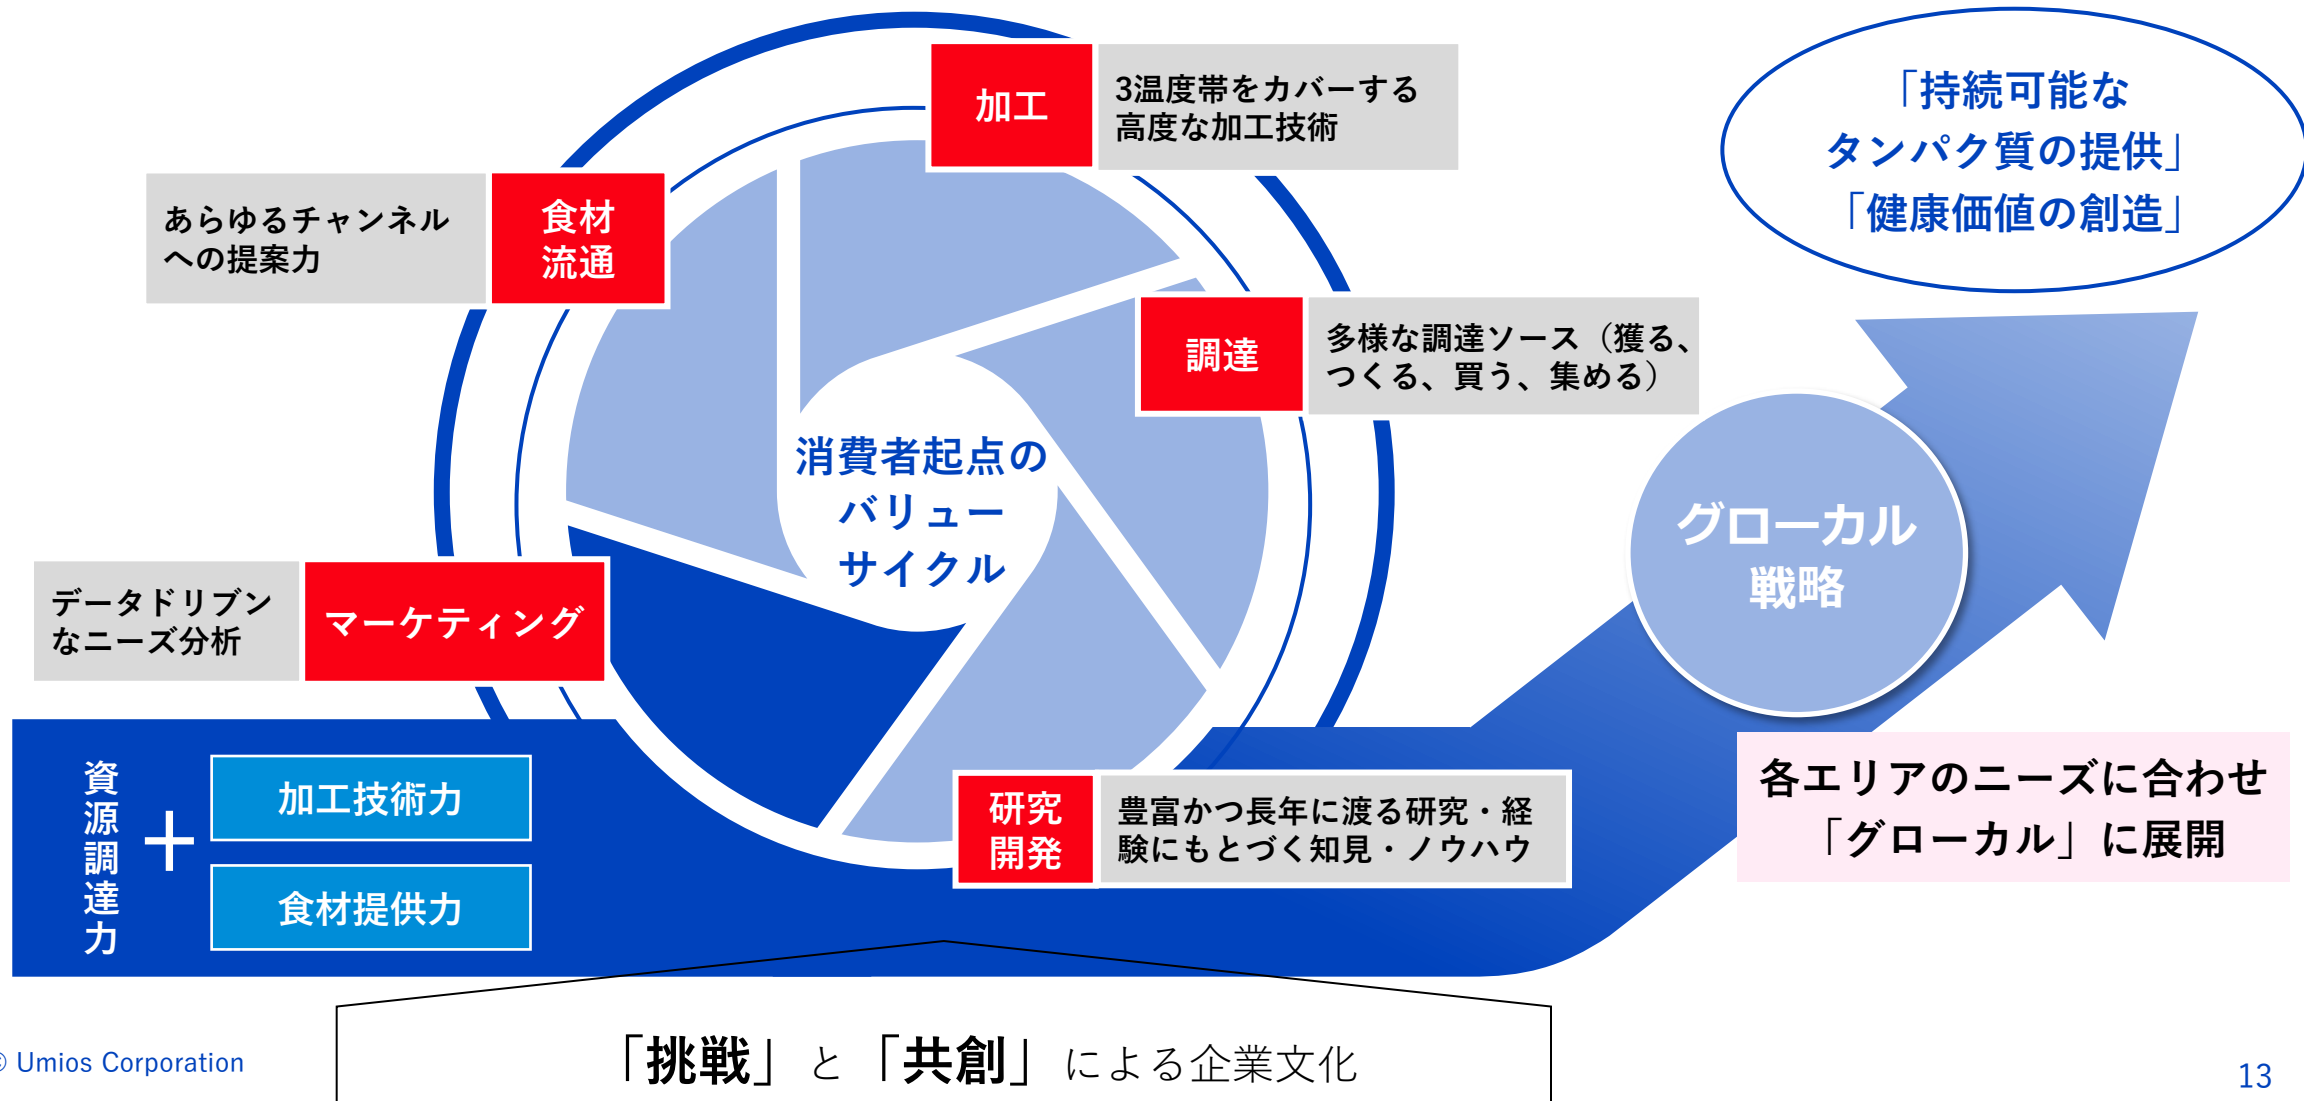 加工
3温度帯をカバーする
高度な加工技術
「持続可能な
タンパク質の提供」
「健康価値の創造」
あらゆるチャンネル
への提案力
食材
流通
調達
多様な調達ソース（獲る、
つくる、買う、集める）
消費者起点の
バリュー
サイクル
グローカル
戦略
データドリブン
なニーズ分析
マーケティング
資源調達力
＋
加工技術力
食材提供力
研究
開発
豊富かつ長年に渡る研究・経
験にもとづく知見・ノウハウ
各エリアのニーズに合わせ
「グローカル」に展開
「挑戦」と「共創」による企業文化
© Umios Corporation
13